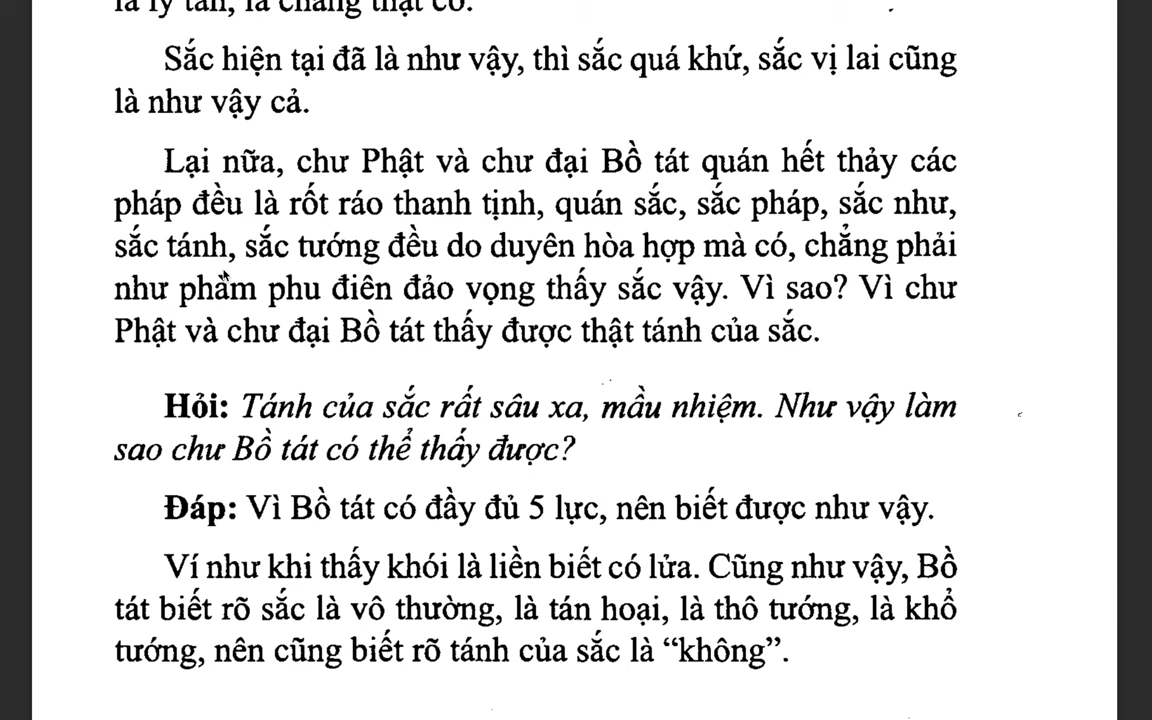 là ly tán, là chẳng thật có.
Sắc hiện tại đã là như vậy, thì sắc quá khứ, sắc vị lai cũng
là như vậy cả.
Lại nữa, chư Phật và chư đại Bồ tát quán hết thảy các
pháp đều là rốt ráo thanh tịnh, quán sắc, sắc pháp, sắc như,
sắc tánh, sắc tướng đều do duyên hòa hợp mà có, chẳng phải
như phàm phu điên đảo vọng thấy sắc vậy. Vì sao? Vì chư
Phật và chư đại Bồ tát thấy được thật tánh của sắc.
Hỏi: Tánh của sắc rất sâu xa, mầu nhiệm. Như vậy làm
sao chư Bồ tát có thể thấy được?
Đáp: Vì Bồ tát có đầy đủ 5 lực, nên biết được như vậy.
Ví như khi thấy khói là liền biết có lửa. Cũng như vậy, Bồ
tát biết rõ sắc là vô thường, là tán hoại, là thô tướng, là khổ
tướng, nên cũng biết rõ tánh của sắc là “không”.